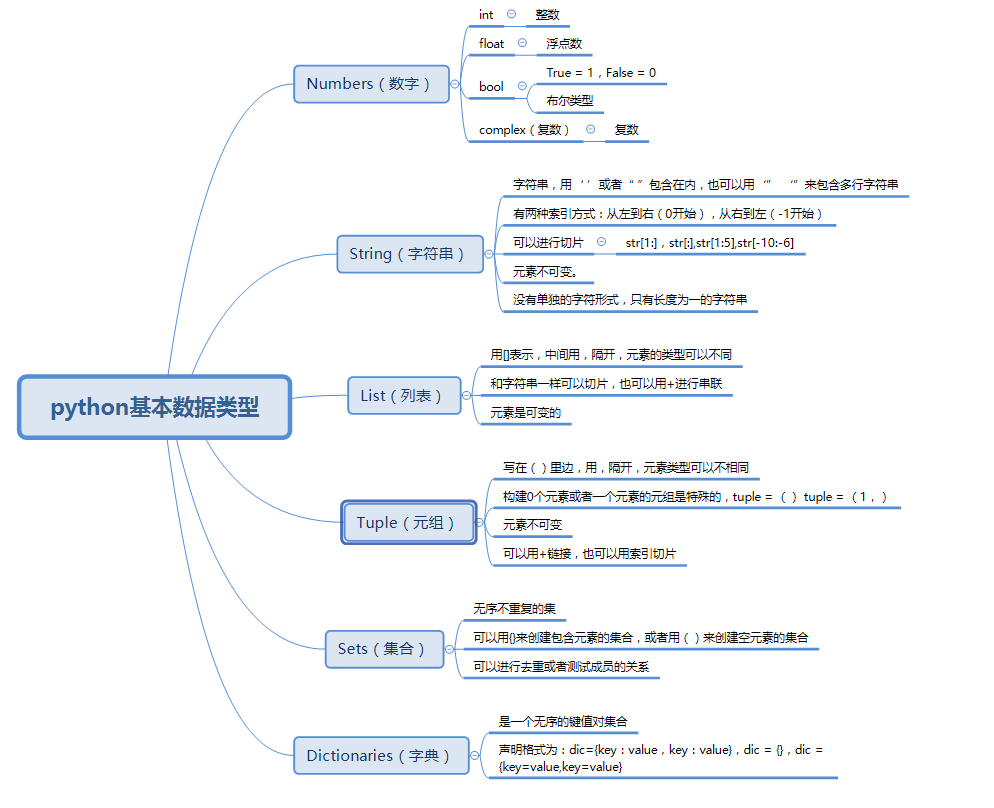 python基本数据类型
Numbers（数字）
int
整数
float
浮点数
bool
True = 1，False = 0
布尔类型
complex（复数）
复数
String（字符串）
字符串，用‘ ’或者“ ”包含在内，也可以用‘” ‘”来包含多行字符串
有两种索引方式：从左到右（0开始），从右到左（-1开始）
可以进行切片
str[1:]，str[:],str[1:5],str[-10:-6]
元素不可变。
没有单独的字符形式，只有长度为一的字符串
List（列表）
用[]表示，中间用，隔开，元素的类型可以不同
和字符串一样可以切片，也可以用+进行串联
元素是可变的
Tuple（元组）
写在（）里边，用，隔开，元素类型可以不相同
构建0个元素或者一个元素的元组是特殊的，tuple = （） tuple = （1，）
元素不可变
可以用+链接，也可以用索引切片
Sets（集合）
无序不重复的集
可以用{}来创建包含元素的集合，或者用（）来创建空元素的集合
可以进行去重或者测试成员的关系
Dictionaries（字典）
是一个无序的键值对集合
声明格式为：dic={key：value，key：value}，dic = {}，dic =
{key=value,key=value}